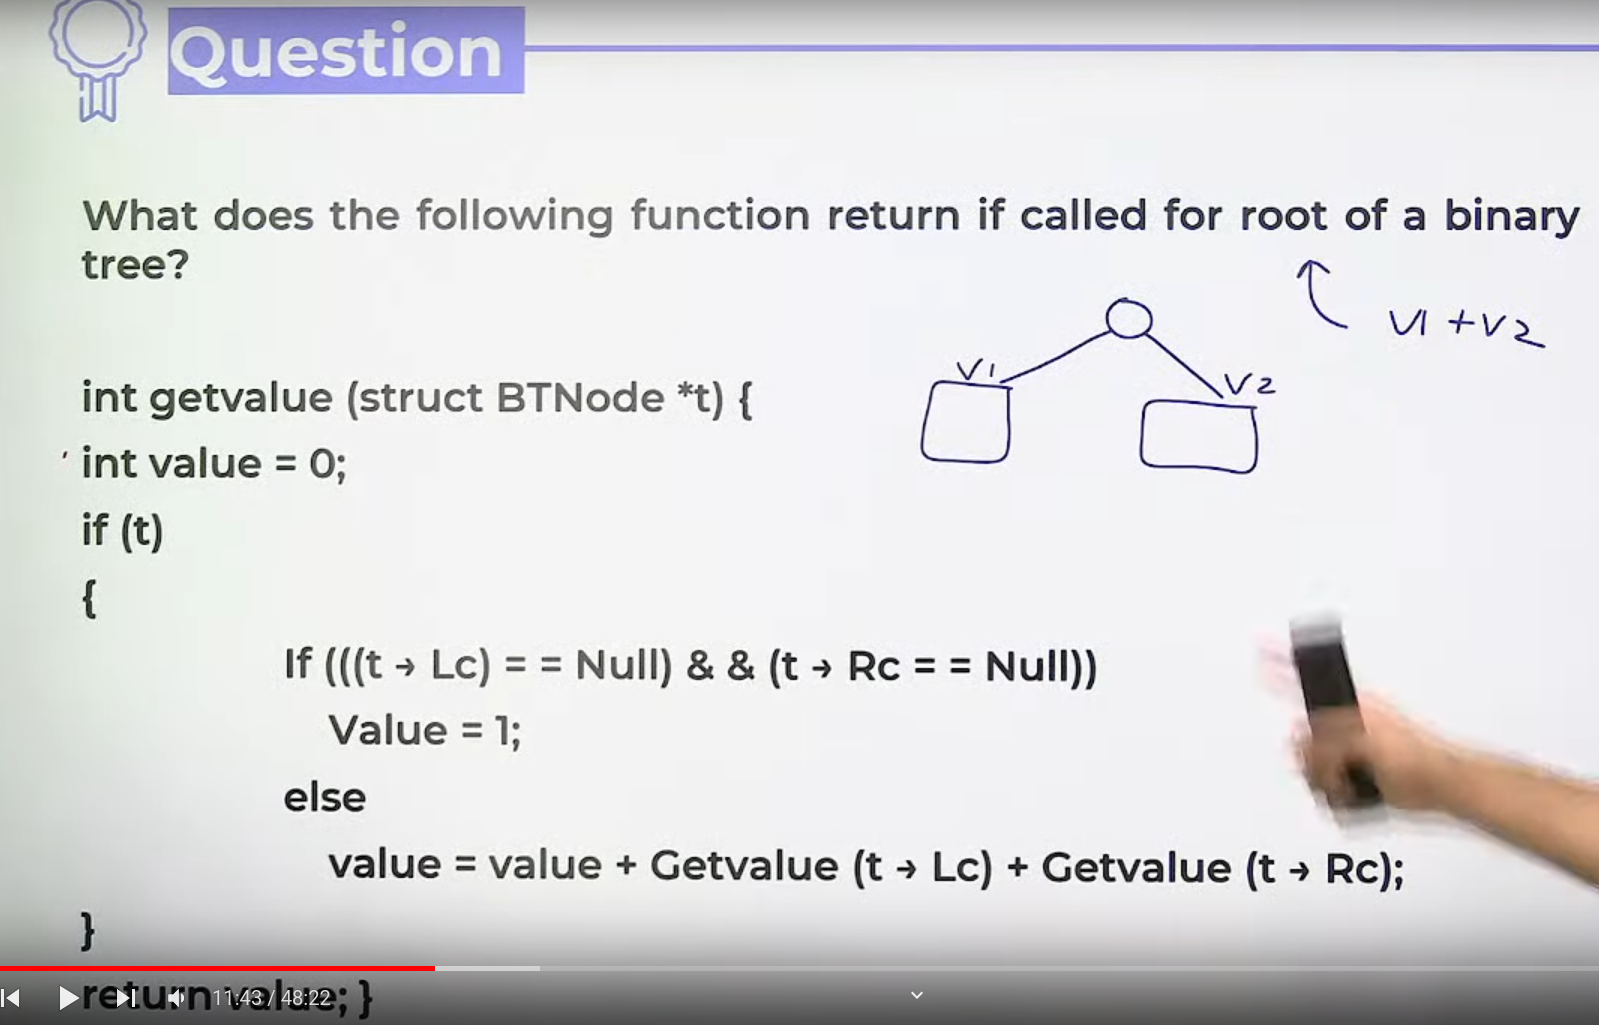 Question
What does the following function return if called for root of a binary
tree?
V1 + V2
V1
V2
int getvalue (struct BTNode *t) {
int value = 0;
if (t)
{
If (((t → Lc) = = Null) & & (t → Rc = = Null))
Value = 1;
else
value = value + Getvalue (t → Lc) + Getvalue (t → Rc);
}
return value; }
11:43 / 48:22